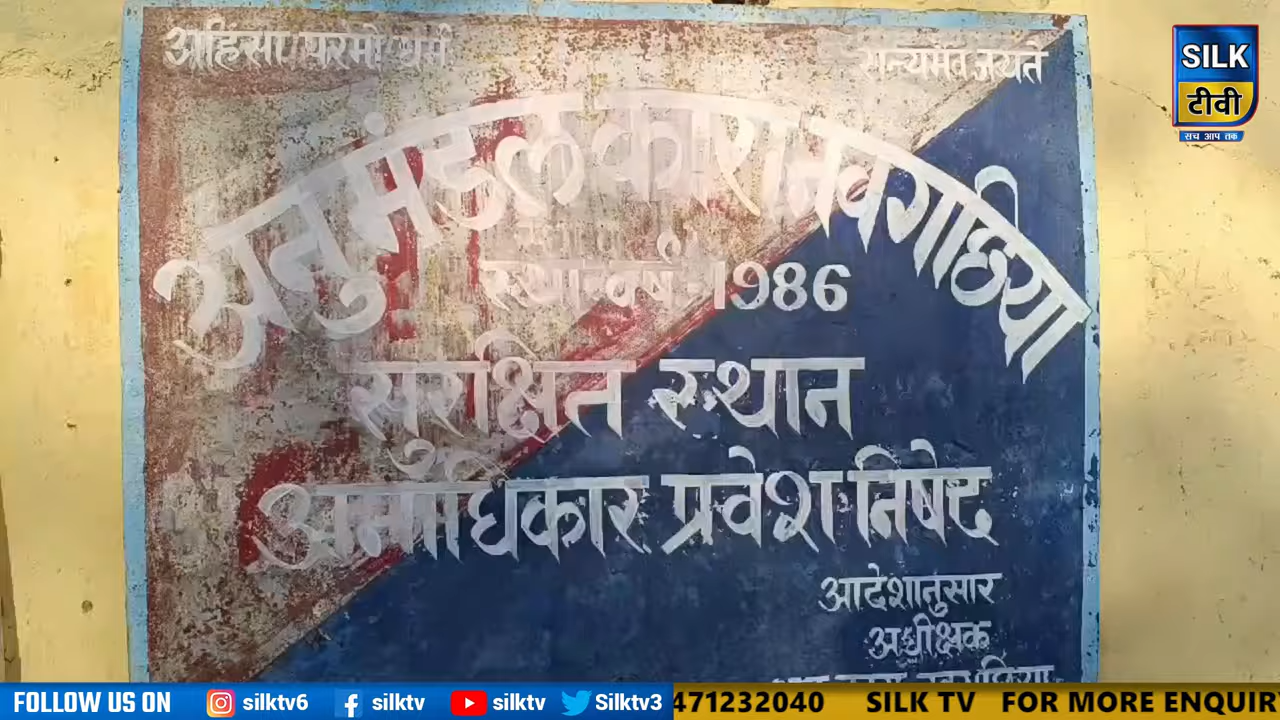 अहिंसा परमो धर्म
सत्यमेव जयते
SILK
टीवी
सच आप तक
अनुमंडल कारा नवगछिया
स्था॰ वर्ष -1986
सुरक्षित स्थान
अनाधिकार प्रवेश निषेद
आदेशानुसार
अधीक्षक
FOLLOW US ON silktv6 silktv silktv Silktv3 471232040 SILK TV FOR MORE ENQUIR